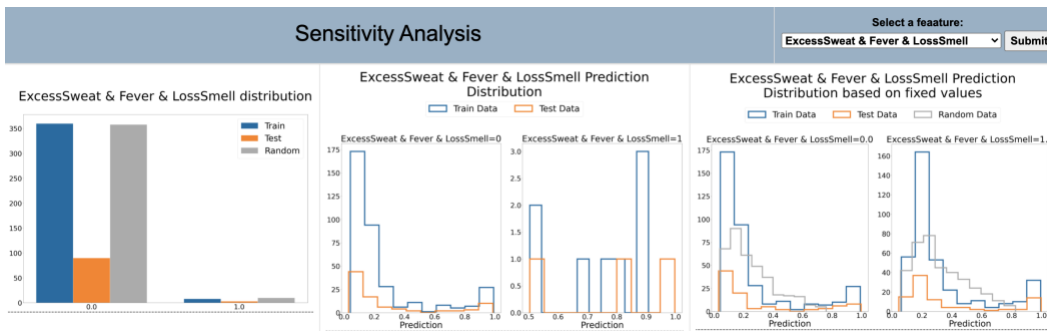 Sensitivity Analysis
Select a feaature:
ExcessSweat & Fever & LossSmell
Submit
ExcessSweat & Fever & LossSmell distribution
Train
Test
Random
350
300
250
200
150
100
50
0
0.0 1.0
ExcessSweat & Fever & LossSmell Prediction
Distribution
Train Data Test Data
ExcessSweat & Fever & LossSmell=0
175
150
125
100
75
50
25
0
0.0 0.2 0.4 0.6 0.8 1.0
Prediction
ExcessSweat & Fever & LossSmell=1
3.0
2.5
2.0
1.5
1.0
0.5
0.0
0.5 0.6 0.7 0.8 0.9 1.0
Prediction
ExcessSweat & Fever & LossSmell Prediction
Distribution based on fixed values
Train Data Test Data Random Data
ExcessSweat & Fever & LossSmell=0.0
175
150
125
100
75
50
25
0
0.0 0.2 0.4 0.6 0.8 1.0
Prediction
ExcessSweat & Fever & LossSmell=1.
160
140
120
100
80
60
40
20
0
0.0 0.2 0.4 0.6 0.8 1.0
Prediction